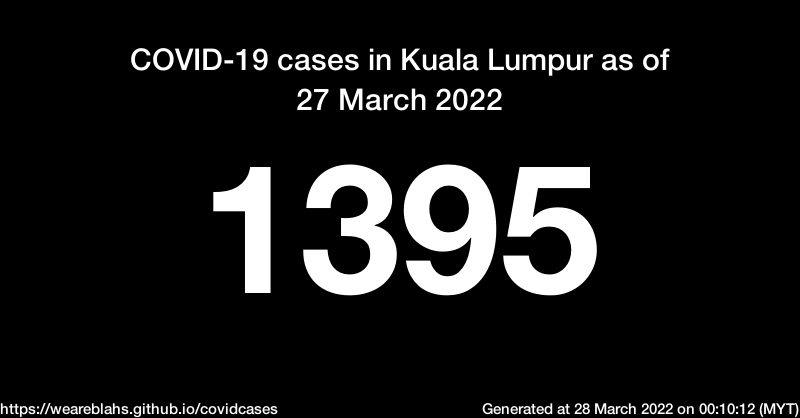 COVID-19 cases in Kuala Lumpur as of
27 March 2022
1395
https://weareblahs.github.io/covidcases
Generated at 28 March 2022 on 00:10:12 (MYT)